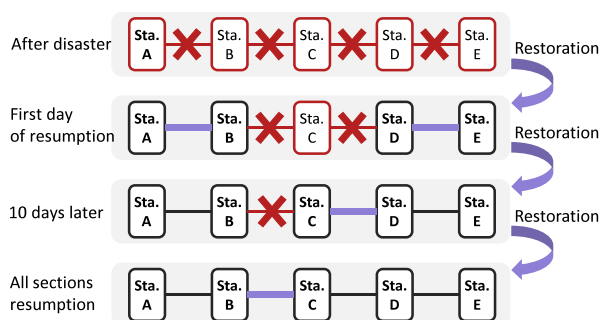 After disaster
Sta. A
Sta. B
Sta. C
Sta. D
Sta. E
Restoration
First day
of resumption
Sta. A
Sta. B
Sta. C
Sta. D
Sta. E
Restoration
10 days later
Sta. A
Sta. B
Sta. C
Sta. D
Sta. E
Restoration
All sections
resumption
Sta. A
Sta. B
Sta. C
Sta. D
Sta. E